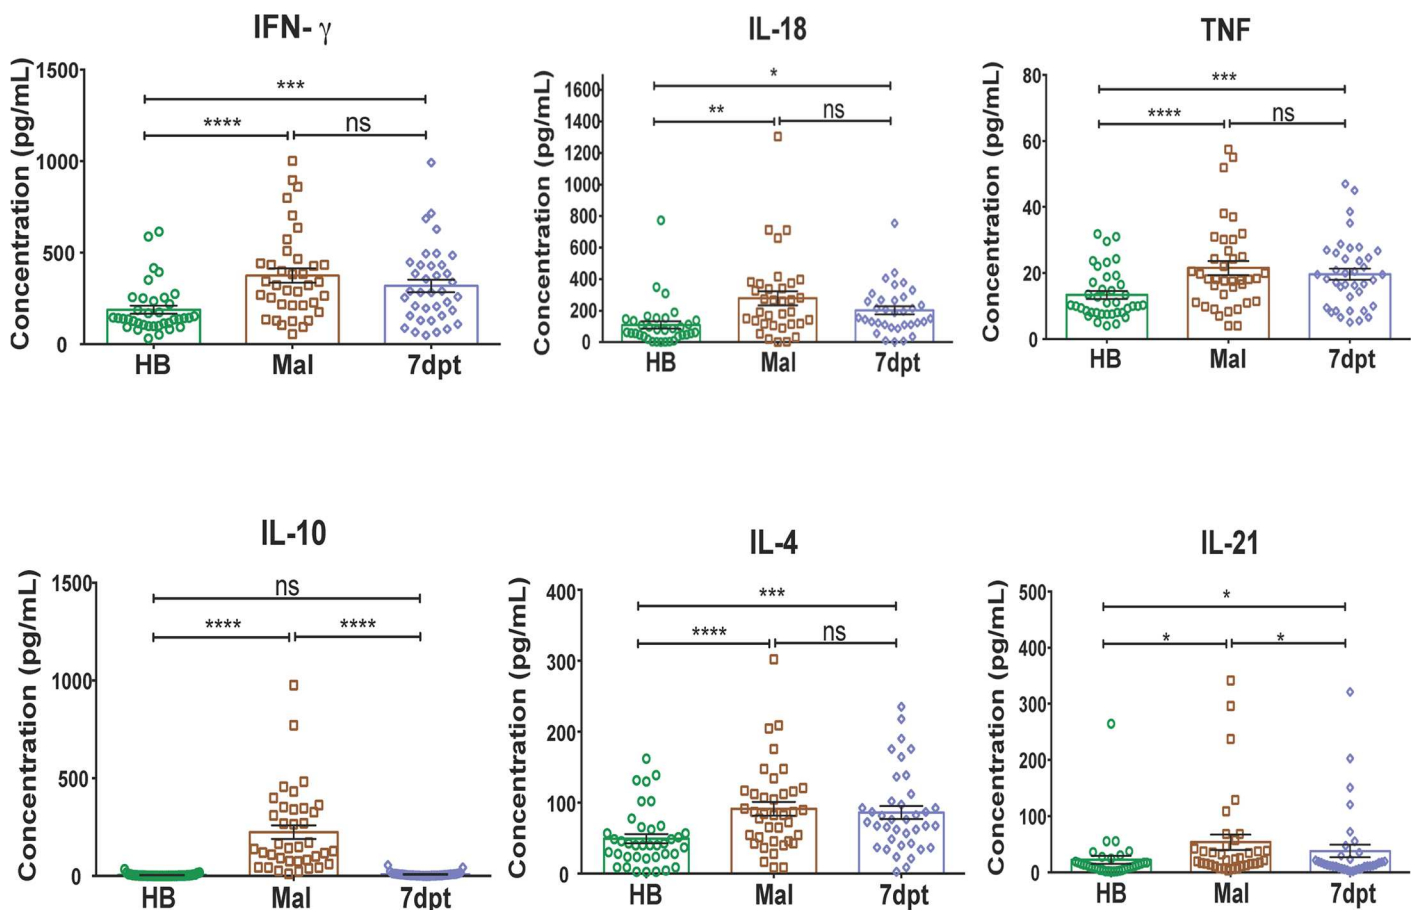 IFN- γ
IL-18
TNF
Concentration (pg/mL)
1500
1000
500
0
***
****
ns
HB
Mal
7dpt
Concentration (pg/mL)
1600
1400
1200
1000
800
600
400
200
0
*
**
ns
HB
Mal
7dpt
Concentration (pg/mL)
80
60
40
20
0
***
****
ns
HB
Mal
7dpt
IL-10
IL-4
IL-21
Concentration (pg/mL)
1500
1000
500
0
ns
****
****
HB
Mal
7dpt
Concentration (pg/mL)
400
300
200
100
0
***
****
ns
HB
Mal
7dpt
Concentration (pg/mL)
500
400
300
200
100
0
*
*
*
HB
Mal
7dpt